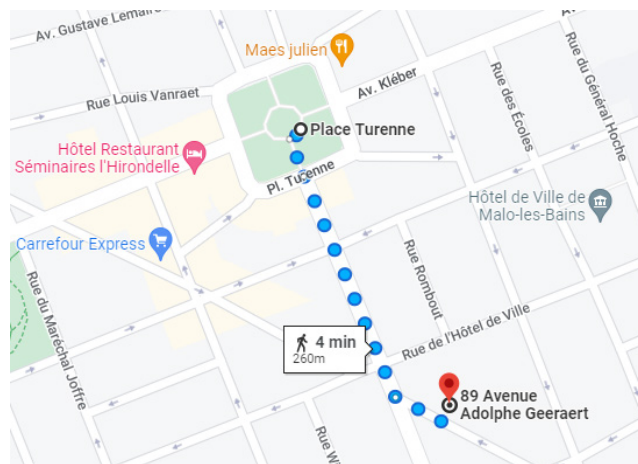 Av. Gustave Lemaire
Av.
Maes julien
Rue du Général Hoche
Rue Louis Vanraet
Av. Kléber
Rue des Écoles
Place Turenne
Hôtel Restaurant
Séminaires l'Hirondelle
Pl. Turenne
Hôtel de Ville de
Malo-les-Bains
Carrefour Express
Rue Rombout
Rue du Maréchal Joffre
Rue de l'Hôtel de Ville
4 min
260m
89 Avenue
Adolphe Geeraert
Rue